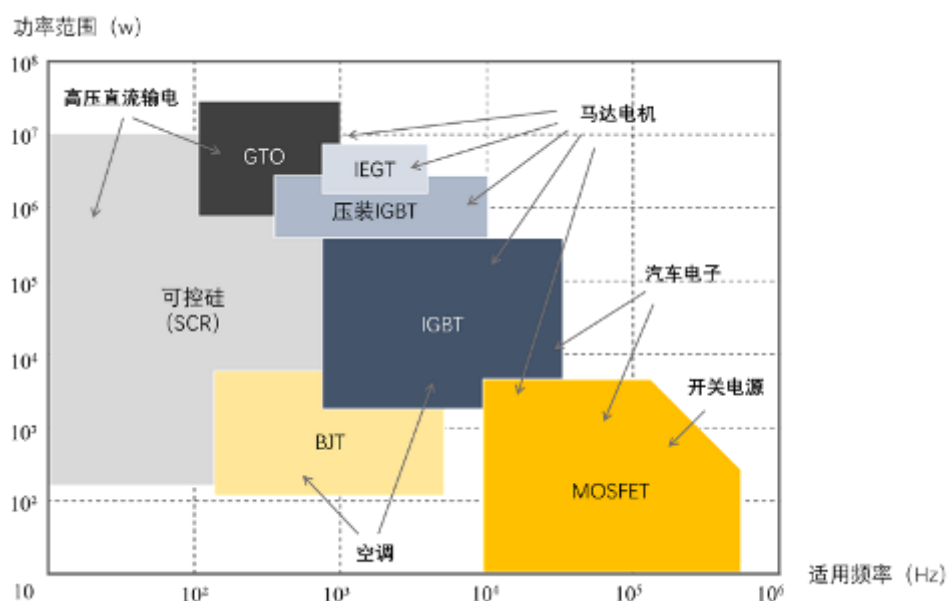 功率范围（w）
10⁸
高压直流输电
马达电机
10⁷
GTO
IEGT
10⁶
压装IGBT
汽车电子
10⁵
可控硅
（SCR）
IGBT
10⁴
开关电源
10³
BJT
MOSFET
10²
空调
10
10²
10³
10⁴
10⁵
10⁶
适用频率（Hz）